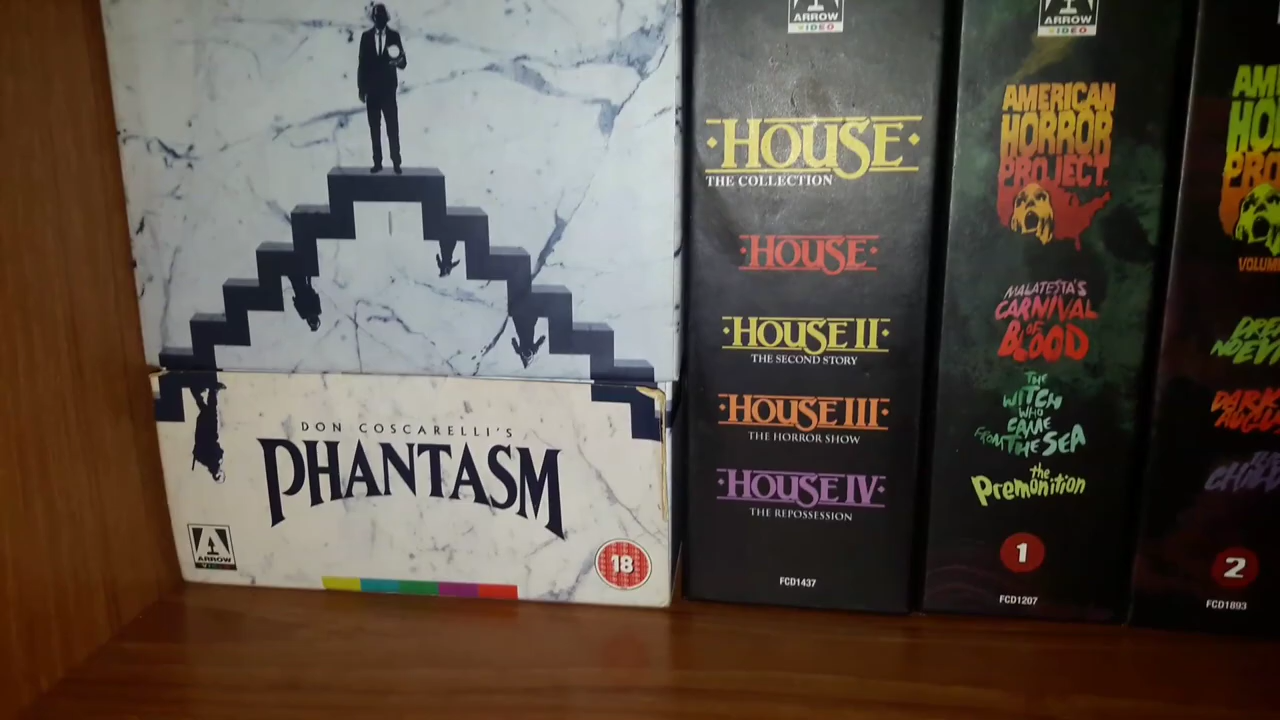 DON COSCARELLI'S
PHANTASM
ARROW
VIDEO
18
ARROW
VIDEO
HOUSE
THE COLLECTION
HOUSE
HOUSE II
THE SECOND STORY
HOUSE III
THE HORROR SHOW
HOUSE IV
THE REPOSSESSION
FCD1437
ARROW
VIDEO
AMERICAN
HORROR
PROJECT
MALATESTA'S
CARNIVAL
OF
BLOOD
THE
WITCH
WHO
CAME
FROM THE SEA
the
Premonition
1
FCD1207
2
FCD1893